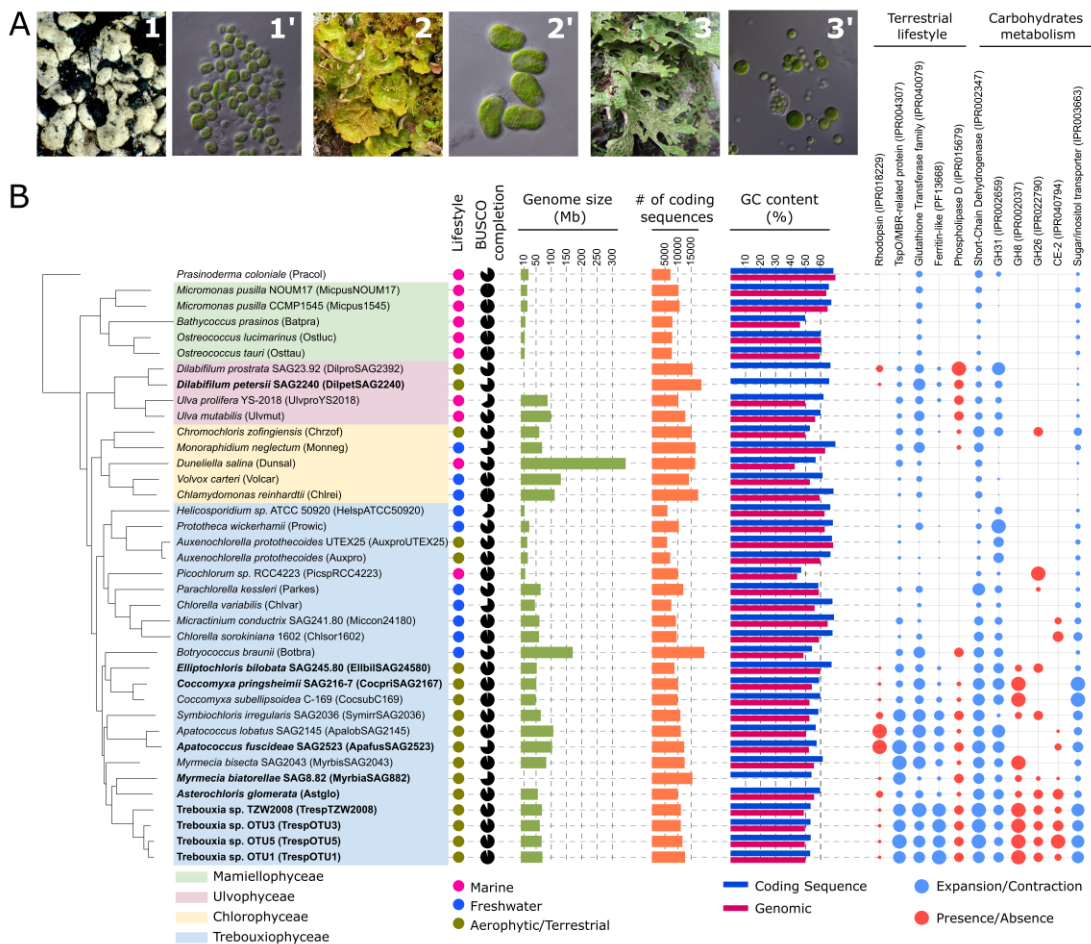 A
1
1'
2
2'
3
3'
Terrestrial lifestyle
Carbohydrates metabolism
Rhodopsin (IPR018229)
TspO/MBR-related protein (IPR004307)
Glutathione Transferase family (IPR040079)
Ferritin-like (PF13668)
Phospholipase D (IPR015679)
Short-Chain Dehydrogenase (IPR002347)
GH31 (IPR002659)
GH8 (IPR002037)
GH26 (IPR022790)
CE-2 (IPR040794)
Sugar/inositol transporter (IPR003663)
B
Lifestyle
BUSCO completion
Genome size (Mb)
10 50 100 150 200 250 300
# of coding sequences
5000 10000 15000
GC content (%)
10 20 30 40 50 60
Prasinoderma coloniale (Pracol)
Micromonas pusilla NOUM17 (MicpusNOUM17)
Micromonas pusilla CCMP1545 (Micpus1545)
Bathycoccus prasinos (Batpra)
Ostreococcus lucimarinus (Ostluc)
Ostreococcus tauri (Osttau)
Dilabifilum prostrata SAG23.92 (DilproSAG2392)
Dilabifilum petersii SAG2240 (DilpetSAG2240)
Ulva prolifera YS-2018 (UlvproYS2018)
Ulva mutabilis (Ulvmut)
Chromochloris zofingiensis (Chrzof)
Monoraphidium neglectum (Monneg)
Duneliella salina (Dunsal)
Volvox carteri (Volcar)
Chlamydomonas reinhardtii (Chlrei)
Helicosporidium sp. ATCC 50920 (HelspATCC50920)
Prototheca wickerhamii (Prowic)
Auxenochlorella protothecoides UTEX25 (AuxproUTEX25)
Auxenochlorella protothecoides (Auxpro)
Picochlorum sp. RCC4223 (PicspRCC4223)
Parachlorella kessleri (Parkes)
Chlorella variabilis (Chlvar)
Micractinium conductrix SAG241.80 (Miccon24180)
Chlorella sorokiniana 1602 (Chlsor1602)
Botryococcus braunii (Botbra)
Elliptochloris bilobata SAG245.80 (EllbilSAG24580)
Coccomyxa pringsheimii SAG216-7 (CocpriSAG2167)
Coccomyxa subellipsoidea C-169 (CocsubC169)
Symbiochloris irregularis SAG2036 (SymirrSAG2036)
Apatococcus lobatus SAG2145 (ApalobSAG2145)
Apatococcus fuscideae SAG2523 (ApafusSAG2523)
Myrmecia bisecta SAG2043 (MyrbisSAG2043)
Myrmecia biatorellae SAG8.82 (MyrbiaSAG882)
Asterochloris glomerata (Astglo)
Trebouxia sp. TZW2008 (TrespTZW2008)
Trebouxia sp. OTU3 (TrespOTU3)
Trebouxia sp. OTU5 (TrespOTU5)
Trebouxia sp. OTU1 (TrespOTU1)
Mamiellophyceae
Ulvophyceae
Chlorophyceae
Trebouxiophyceae
Marine
Freshwater
Aerophytic/Terrestrial
Coding Sequence
Genomic
Expansion/Contraction
Presence/Absence